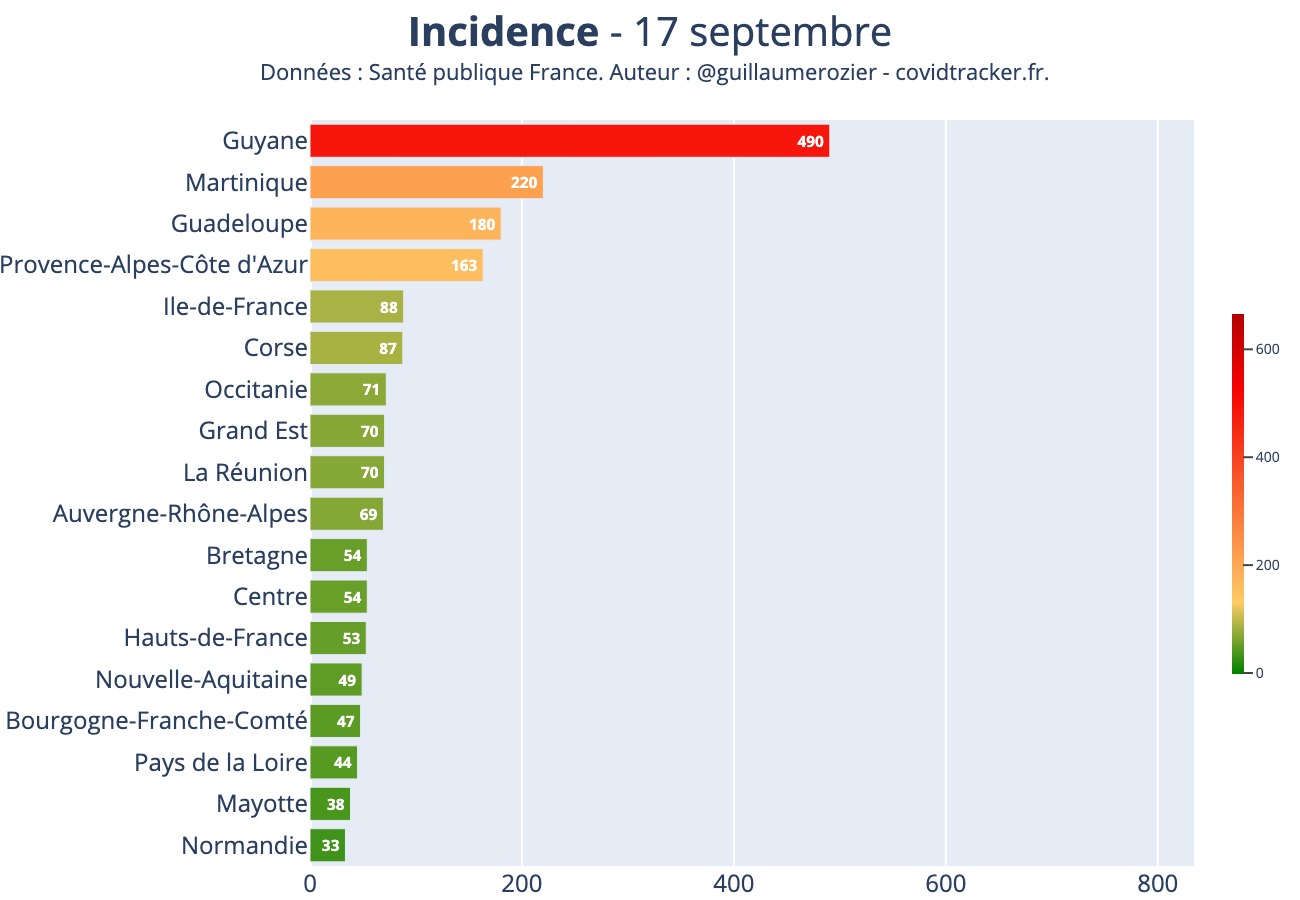 Incidence - 17 septembre
Données : Santé publique France. Auteur : @guillaumerozier - covidtracker.fr.
Guyane 490
Martinique 220
Guadeloupe 180
Provence-Alpes-Côte d'Azur 163
Ile-de-France 88
Corse 87
Occitanie 71
Grand Est 70
La Réunion 70
Auvergne-Rhône-Alpes 69
Bretagne 54
Centre 54
Hauts-de-France 53
Nouvelle-Aquitaine 49
Bourgogne-Franche-Comté 47
Pays de la Loire 44
Mayotte 38
Normandie 33
0 200 400 600 800
600
400
200
0